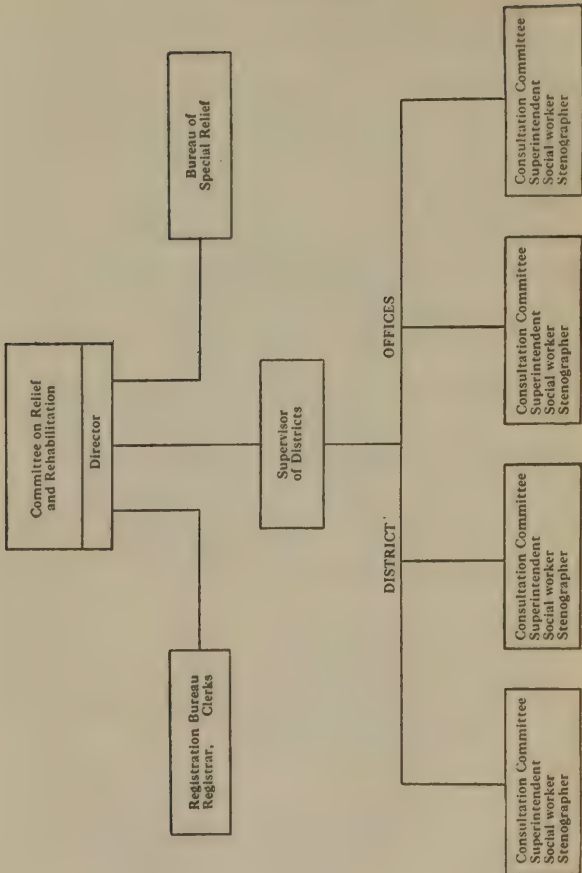 Committee on Relief
and Rehabilitation
Director
Registration Bureau
Registrar, Clerks
Bureau of
Special Relief
Supervisor
of Districts
DISTRICT OFFICES
Consultation Committee
Superintendent
Social worker
Stenographer
Consultation Committee
Superintendent
Social worker
Stenographer
Consultation Committee
Superintendent
Social worker
Stenographer
Consultation Committee
Superintendent
Social worker
Stenographer